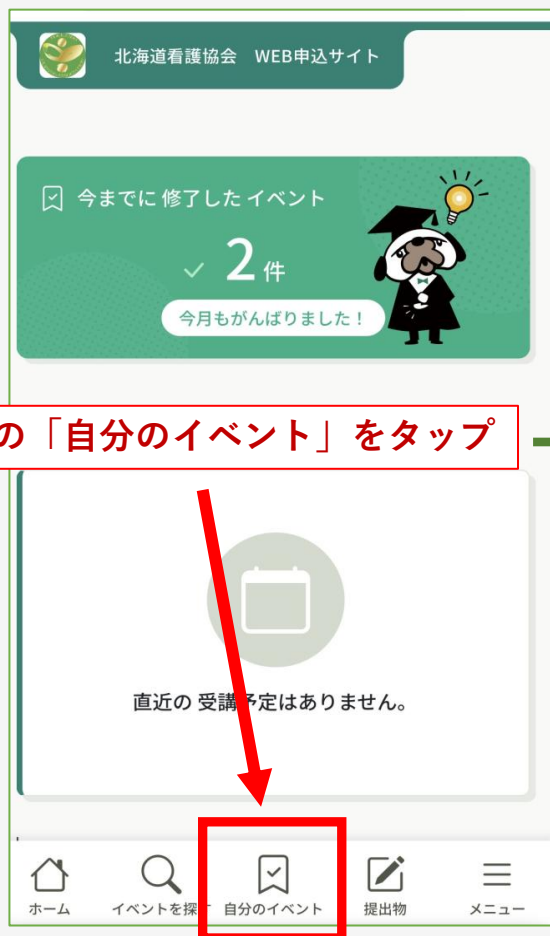 北海道看護協会 WEB申込サイト
今までに 修了した イベント
2 件
今月もがんばりました！
の「自分のイベント」をタップ
直近の 受講予定はありません。
ホーム
イベントを探す
自分のイベント
提出物
メニュー